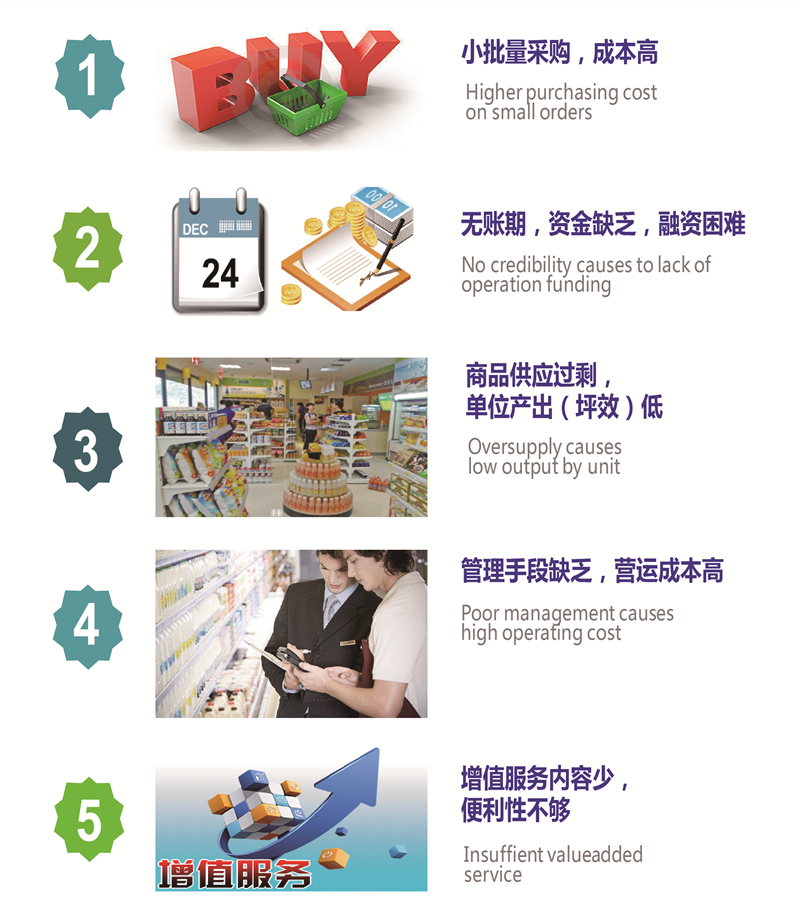 1
BUY
小批量采购，成本高
Higher purchasing cost
on small orders
2
DEC
24
无账期，资金缺乏，融资困难
No credibility causes to lack of
operation funding
3
商品供应过剩，
单位产出（坪效）低
Oversupply causes
low output by unit
4
管理手段缺乏，营运成本高
Poor management causes
high operating cost
5
增值服务
增值服务内容少，
便利性不够
Insuffient valueadded
service